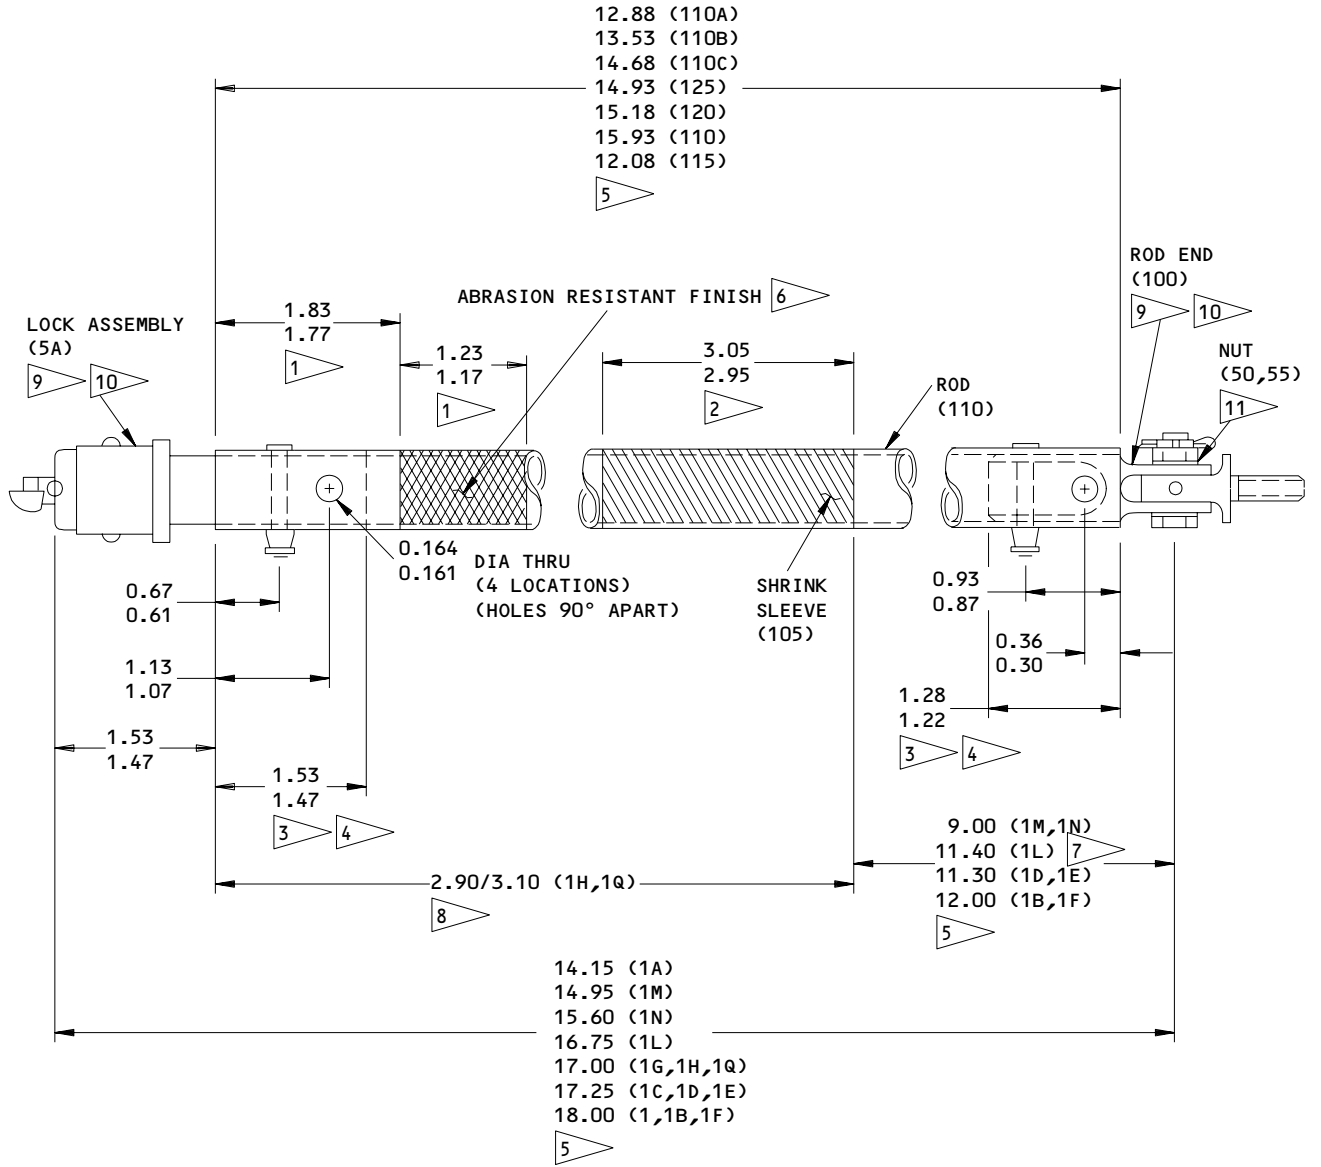 12.88 (110A)
13.53 (110B)
14.68 (110C)
14.93 (125)
15.18 (120)
15.93 (110)
12.08 (115)
5
ROD END
(100)
9 10
ABRASION RESISTANT FINISH 6
1.83
1.77
1
LOCK ASSEMBLY
(5A)
9 10
1.23
1.17
1
3.05
2.95
2
ROD
(110)
NUT
(50,55)
11
0.164
0.161
DIA THRU
(4 LOCATIONS)
(HOLES 90° APART)
SHRINK
SLEEVE
(105)
0.67
0.61
0.93
0.87
0.36
0.30
1.13
1.07
1.28
1.22
3 4
1.53
1.47
1.53
1.47
3 4
9.00 (1M,1N)
11.40 (1L) 7
11.30 (1D,1E)
12.00 (1B,1F)
5
2.90/3.10 (1H,1Q)
8
14.15 (1A)
14.95 (1M)
15.60 (1N)
16.75 (1L)
17.00 (1G,1H,1Q)
17.25 (1C,1D,1E)
18.00 (1,1B,1F)
5